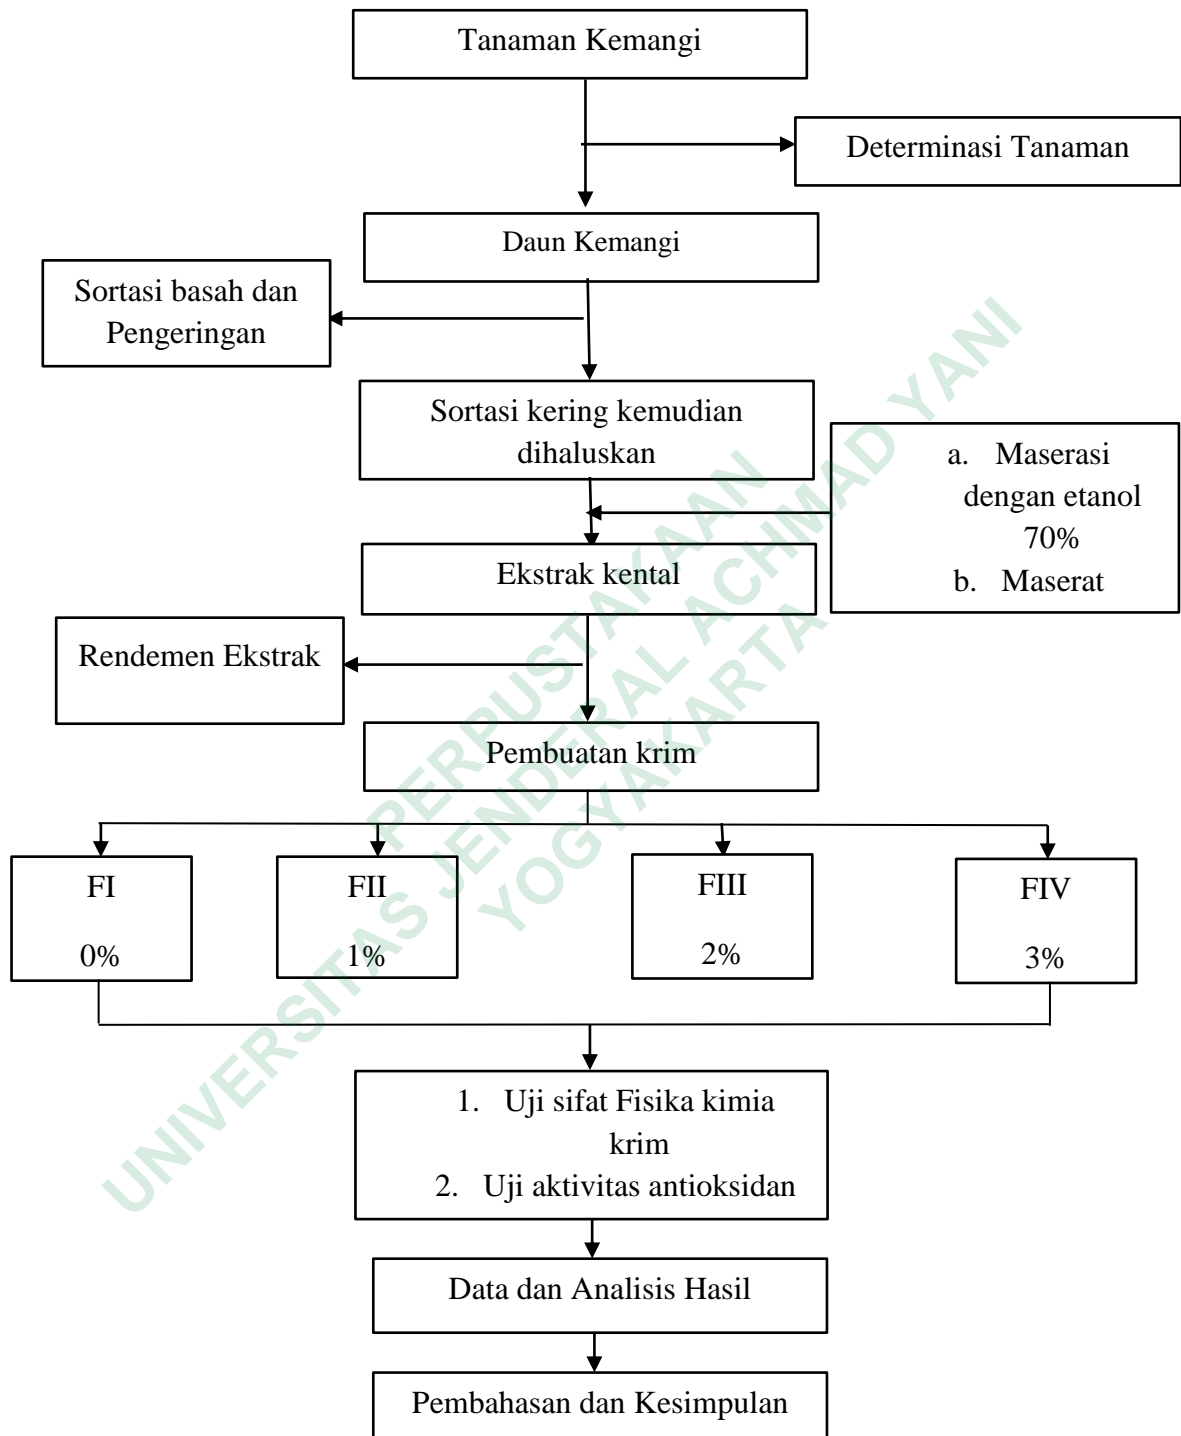 Tanaman Kemangi
Determinasi Tanaman
Daun Kemangi
Sortasi basah dan
Pengeringan
Sortasi kering kemudian
dihaluskan
a. Maserasi
dengan etanol
70%
b. Maserat
Ekstrak kental
Rendemen Ekstrak
Pembuatan krim
FI
0%
FII
1%
FIII
2%
FIV
3%
1. Uji sifat Fisika kimia
krim
2. Uji aktivitas antioksidan
Data dan Analisis Hasil
Pembahasan dan Kesimpulan
PERPUSTAKAAN
UNIVERSITAS JENDERAL ACHMAD YANI
YOGYAKARTA